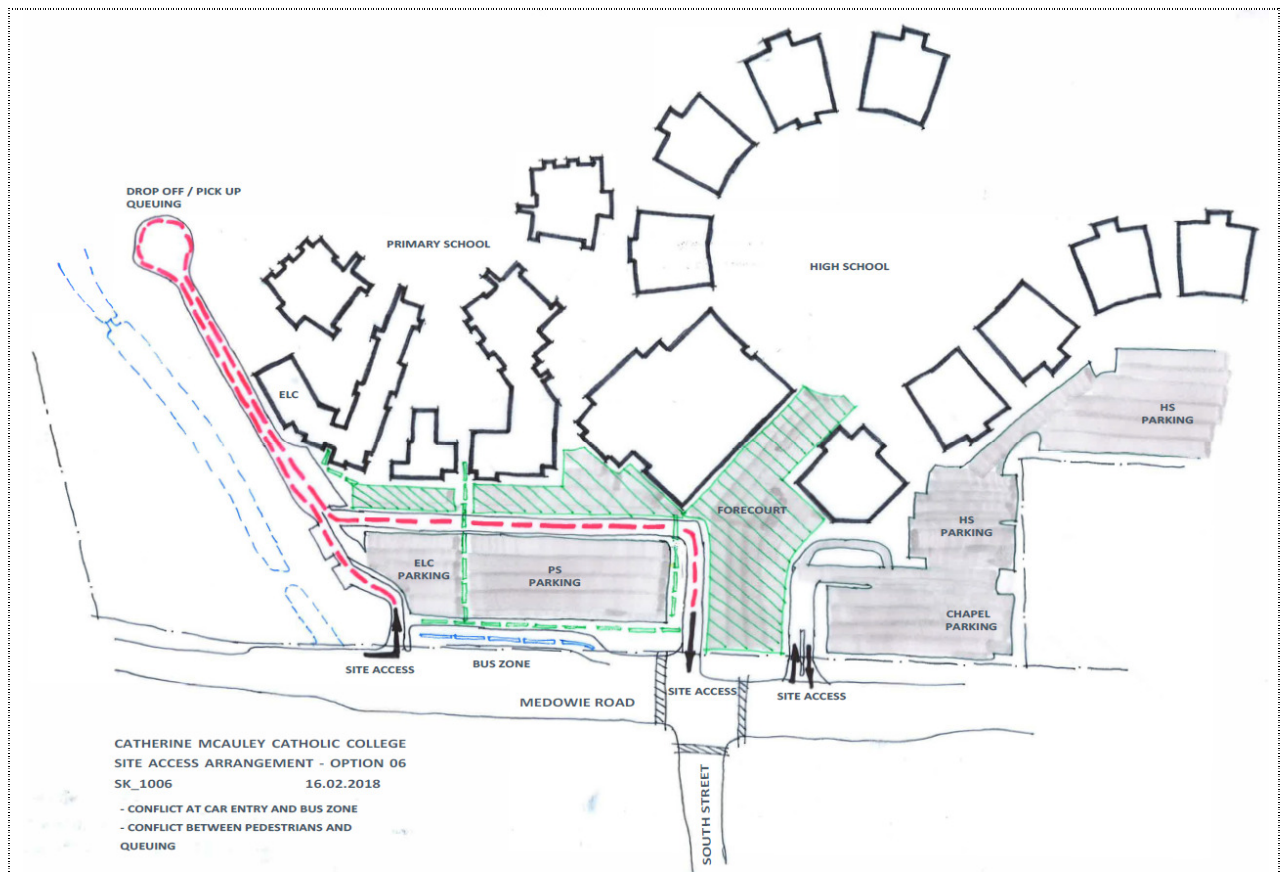 DROP OFF / PICK UP
QUEUING
PRIMARY SCHOOL
HIGH SCHOOL
ELC
HS
PARKING
FORECOURT
HS
PARKING
ELC
PARKING
PS
PARKING
CHAPEL
PARKING
SITE ACCESS
BUS ZONE
SITE ACCESS
SITE ACCESS
MEDOWIE ROAD
SOUTH STREET
CATHERINE MCAULEY CATHOLIC COLLEGE
SITE ACCESS ARRANGEMENT - OPTION 06
SK_1006 16.02.2018
- CONFLICT AT CAR ENTRY AND BUS ZONE
- CONFLICT BETWEEN PEDESTRIANS AND
QUEUING